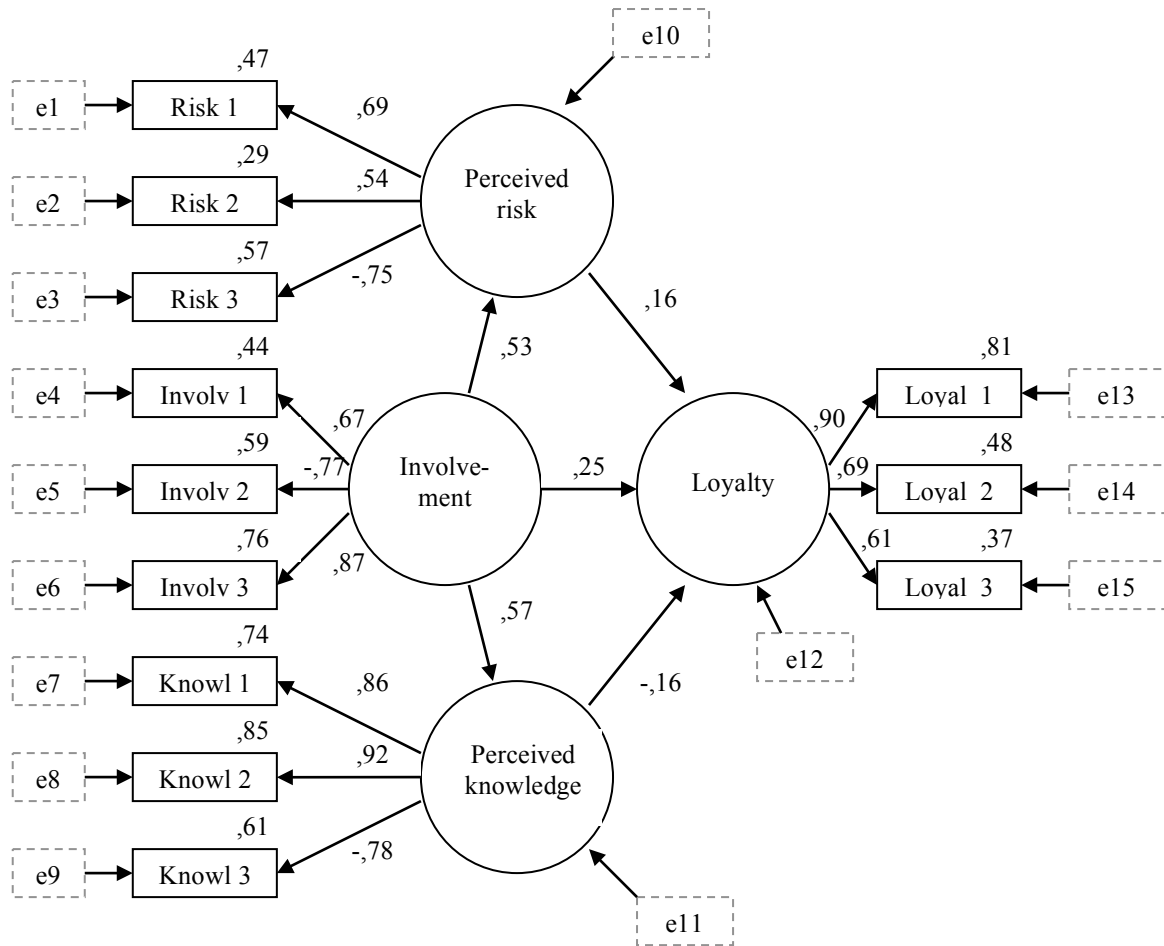 e10
,47
e1
Risk 1
,69
,29
e2
Risk 2
,54
Perceived
risk
,57
e3
Risk 3
-,75
,16
,53
,44
e4
Involv 1
,67
,81
Loyal 1
e13
,90
,59
e5
Involv 2
-,77
Involve-
ment
,25
Loyalty
,48
,69
Loyal 2
e14
,76
e6
Involv 3
,87
,61
,37
Loyal 3
e15
,57
e12
,74
e7
Knowl 1
,86
-,16
,85
e8
Knowl 2
,92
Perceived
knowledge
,61
e9
Knowl 3
-,78
e11